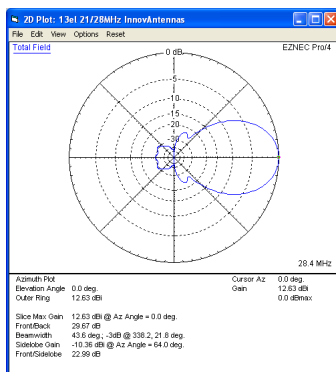 2D Plot: 13el 21/28MHz InnovAntennas
File Edit View Options Reset
Total Field
EZNEC Pro/4
0 dB
-5
-10
-15
-20
-30
28.4 MHz
Azimuth Plot
Elevation Angle 0.0 deg.
Outer Ring 12.63 dBi
Cursor Az 0.0 deg.
Gain 12.63 dBi
0.0 dBmax
Slice Max Gain 12.63 dBi @ Az Angle = 0.0 deg.
Front/Back 29.67 dB
Beamwidth 43.6 deg.; -3dB @ 338.2, 21.8 deg.
Sidelobe Gain -10.36 dBi @ Az Angle = 64.0 deg.
Front/Sidelobe 22.99 dB